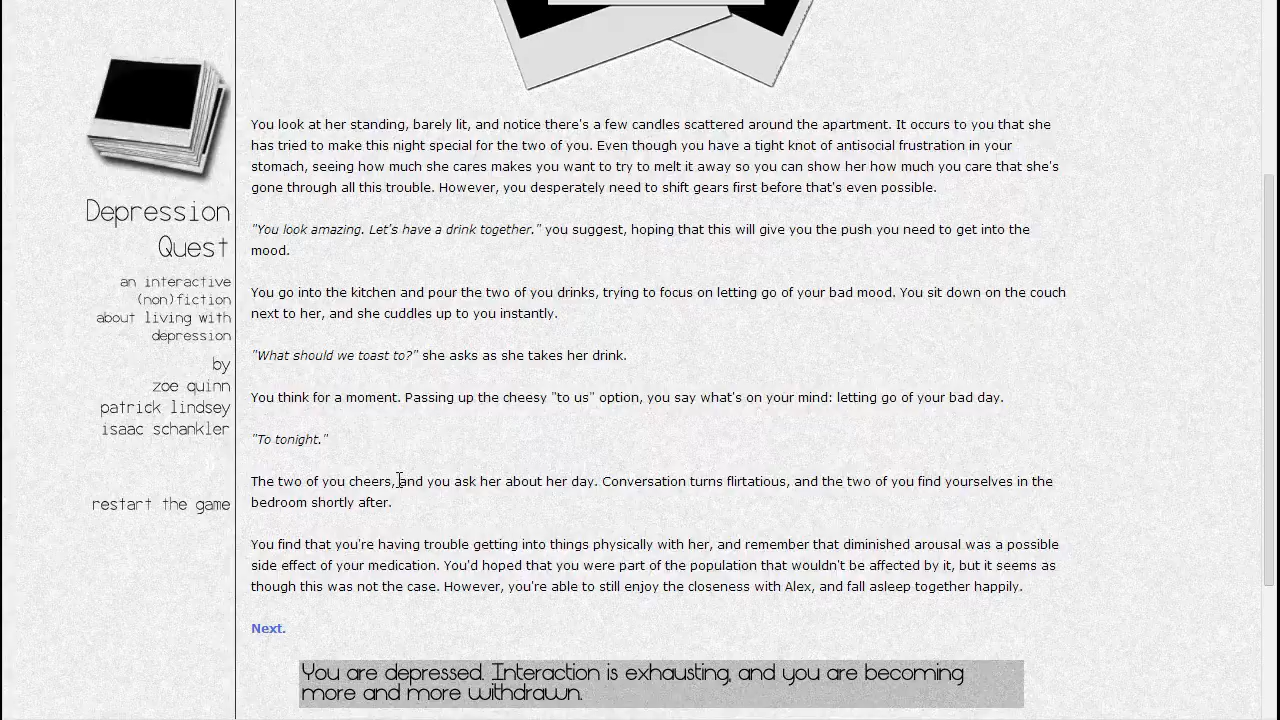 Depression
Quest
an interactive
(non)fiction
about living with
depression
by
zoe quinn
patrick lindsey
isaac schankler
restart the game
You look at her standing, barely lit, and notice there's a few candles scattered around the apartment. It occurs to you that she
has tried to make this night special for the two of you. Even though you have a tight knot of antisocial frustration in your
stomach, seeing how much she cares makes you want to try to melt it away so you can show her how much you care that she's
gone through all this trouble. However, you desperately need to shift gears first before that's even possible.
"You look amazing. Let's have a drink together." you suggest, hoping that this will give you the push you need to get into the
mood.
You go into the kitchen and pour the two of you drinks, trying to focus on letting go of your bad mood. You sit down on the couch
next to her, and she cuddles up to you instantly.
"What should we toast to?" she asks as she takes her drink.
You think for a moment. Passing up the cheesy "to us" option, you say what's on your mind: letting go of your bad day.
"To tonight."
The two of you cheers, and you ask her about her day. Conversation turns flirtatious, and the two of you find yourselves in the
bedroom shortly after.
You find that you're having trouble getting into things physically with her, and remember that diminished arousal was a possible
side effect of your medication. You'd hoped that you were part of the population that wouldn't be affected by it, but it seems as
though this was not the case. However, you're able to still enjoy the closeness with Alex, and fall asleep together happily.
Next.
You are depressed. Interaction is exhausting, and you are becoming
more and more withdrawn.